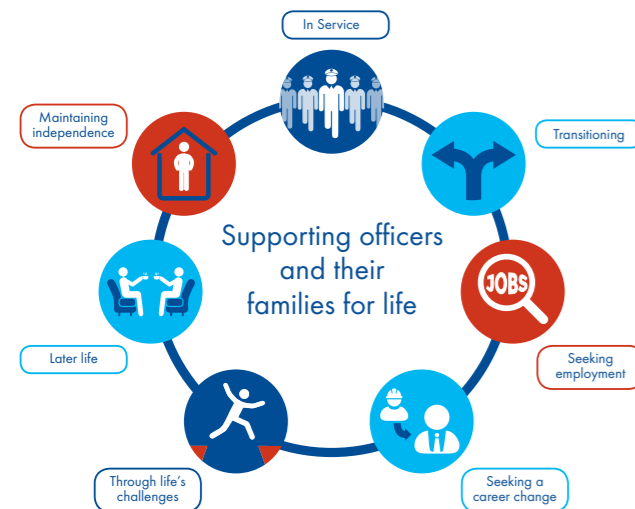 In Service
Transitioning
Seeking
employment
Seeking a
career change
Through life's
challenges
Later life
Maintaining
independence
Supporting officers
and their
families for life
JOBS